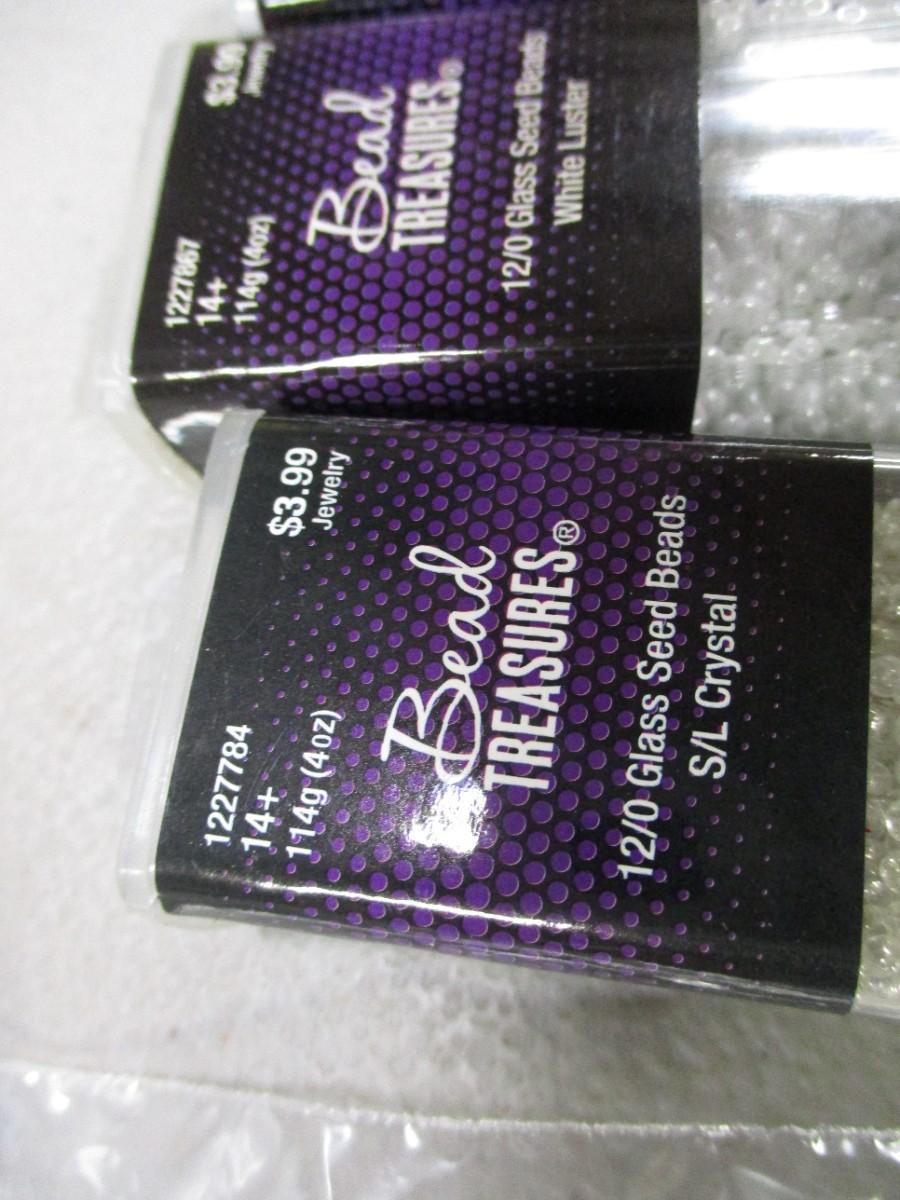 1227867
14+
114g (4oz)
$3.99
Jewelry
Bead
TREASURES®
12/0 Glass Seed Beads
White Luster
1227784
14+
114g (4oz)
$3.99
Jewelry
Bead
TREASURES®
12/0 Glass Seed Beads
S/L Crystal